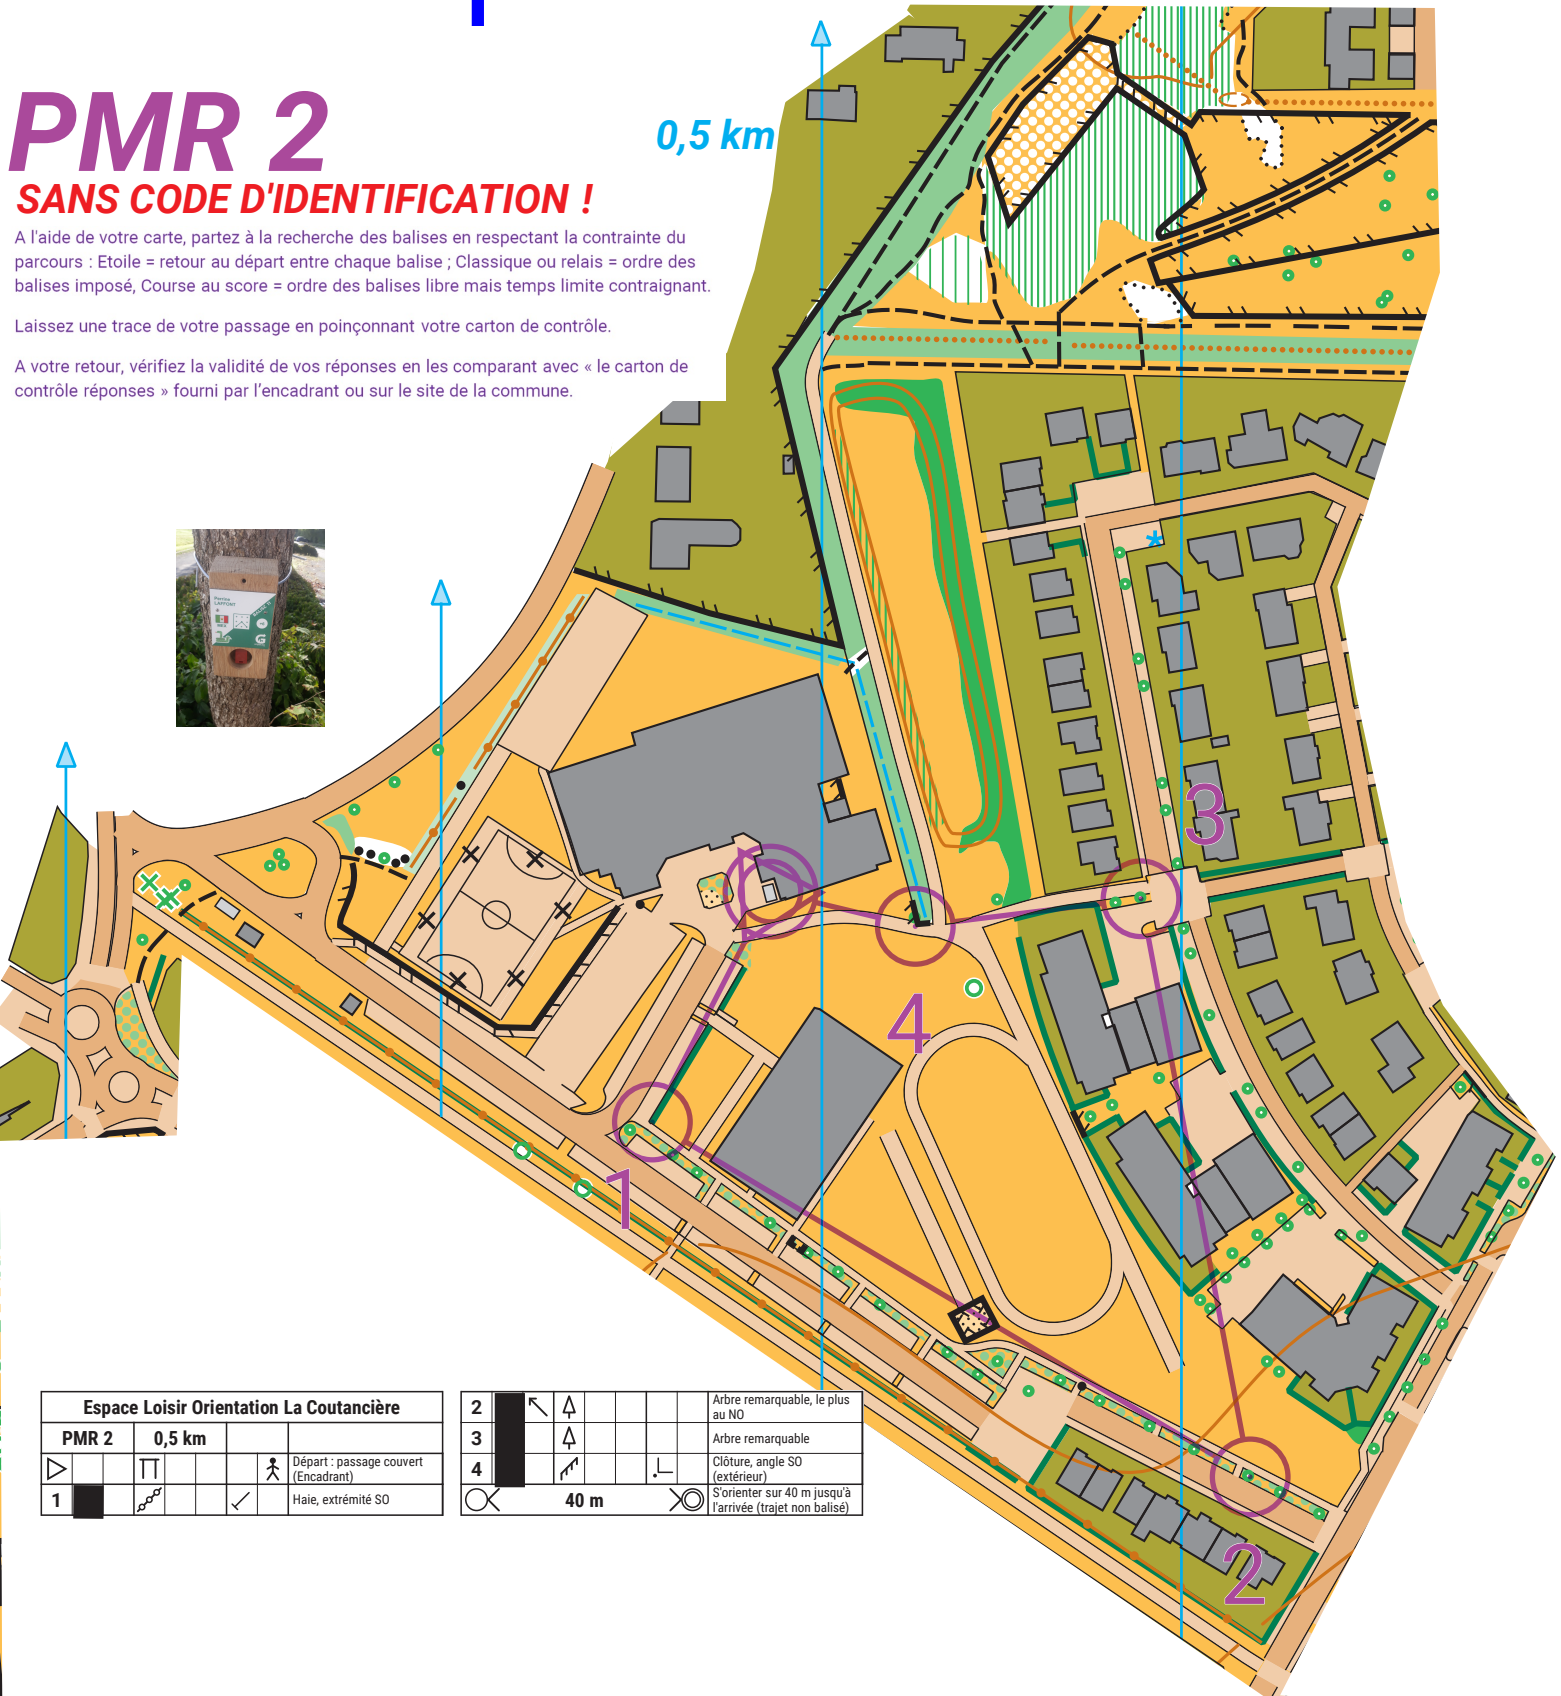 PMR 2
0,5 km
SANS CODE D'IDENTIFICATION !
A l'aide de votre carte, partez à la recherche des balises en respectant la contrainte du
parcours : Etoile = retour au départ entre chaque balise ; Classique ou relais = ordre des
balises imposé, Course au score = ordre des balises libre mais temps limite contraignant.
Laissez une trace de votre passage en poinçonnant votre carton de contrôle.
A votre retour, vérifiez la validité de vos réponses en les comparant avec « le carton de
contrôle réponses » fourni par l'encadrant ou sur le site de la commune.
3
4
1
2
Espace Loisir Orientation La Coutancière
PMR 2 0,5 km
Départ : passage couvert
(Encadrant)
1 Haie, extrémité SO
2 Arbre remarquable, le plus
au NO
3 Arbre remarquable
4 Clôture, angle SO
(extérieur)
40 m S'orienter sur 40 m jusqu'à
l'arrivée (trajet non balisé)